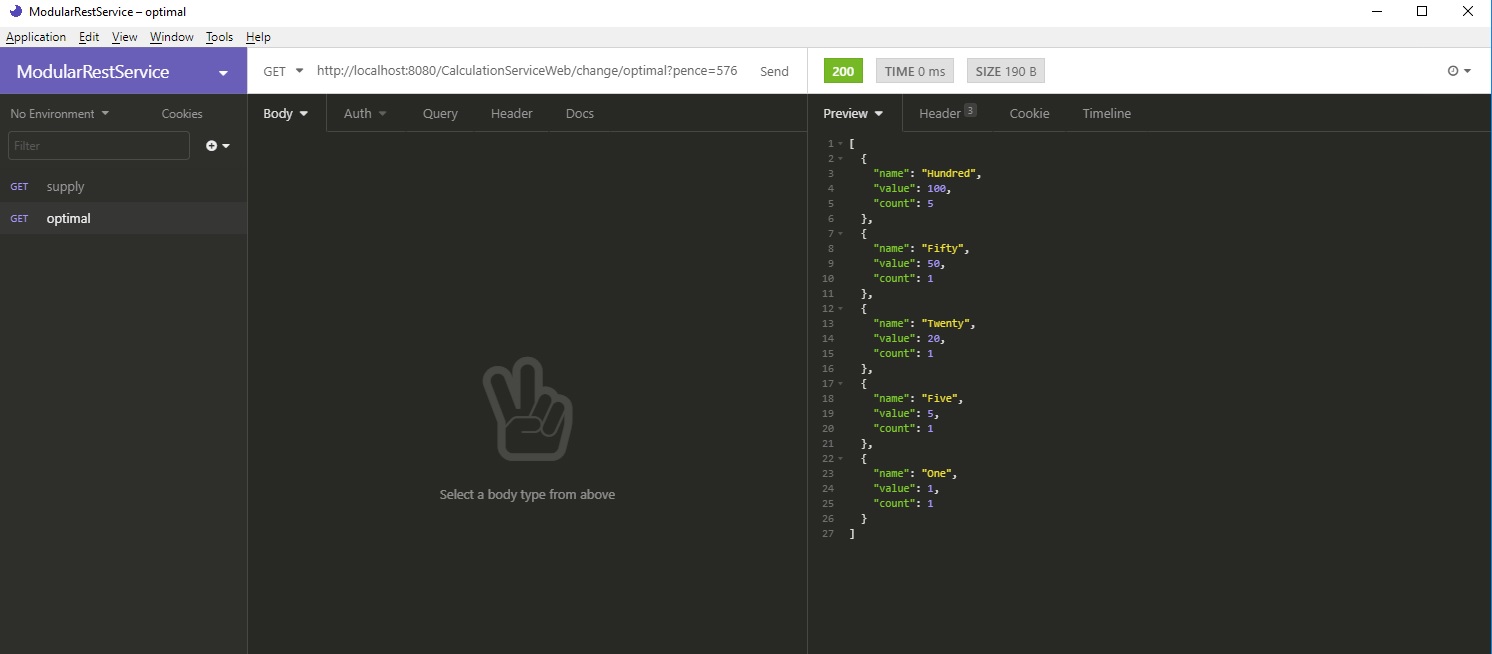 ModularRestService – optimal
Application Edit View Window Tools Help
ModularRestService
GET http://localhost:8080/CalculationServiceWeb/change/optimal?pence=576 Send
200 TIME 0 ms SIZE 190 B
No Environment Cookies
Filter
GET supply
GET optimal
Body Auth Query Header Docs
Select a body type from above
Preview Header 3 Cookie Timeline
1 [
2 {
3 "name": "Hundred",
4 "value": 100,
5 "count": 5
6 },
7 {
8 "name": "Fifty",
9 "value": 50,
10 "count": 1
11 },
12 {
13 "name": "Twenty",
14 "value": 20,
15 "count": 1
16 },
17 {
18 "name": "Five",
19 "value": 5,
20 "count": 1
21 },
22 {
23 "name": "One",
24 "value": 1,
25 "count": 1
26 }
27 ]